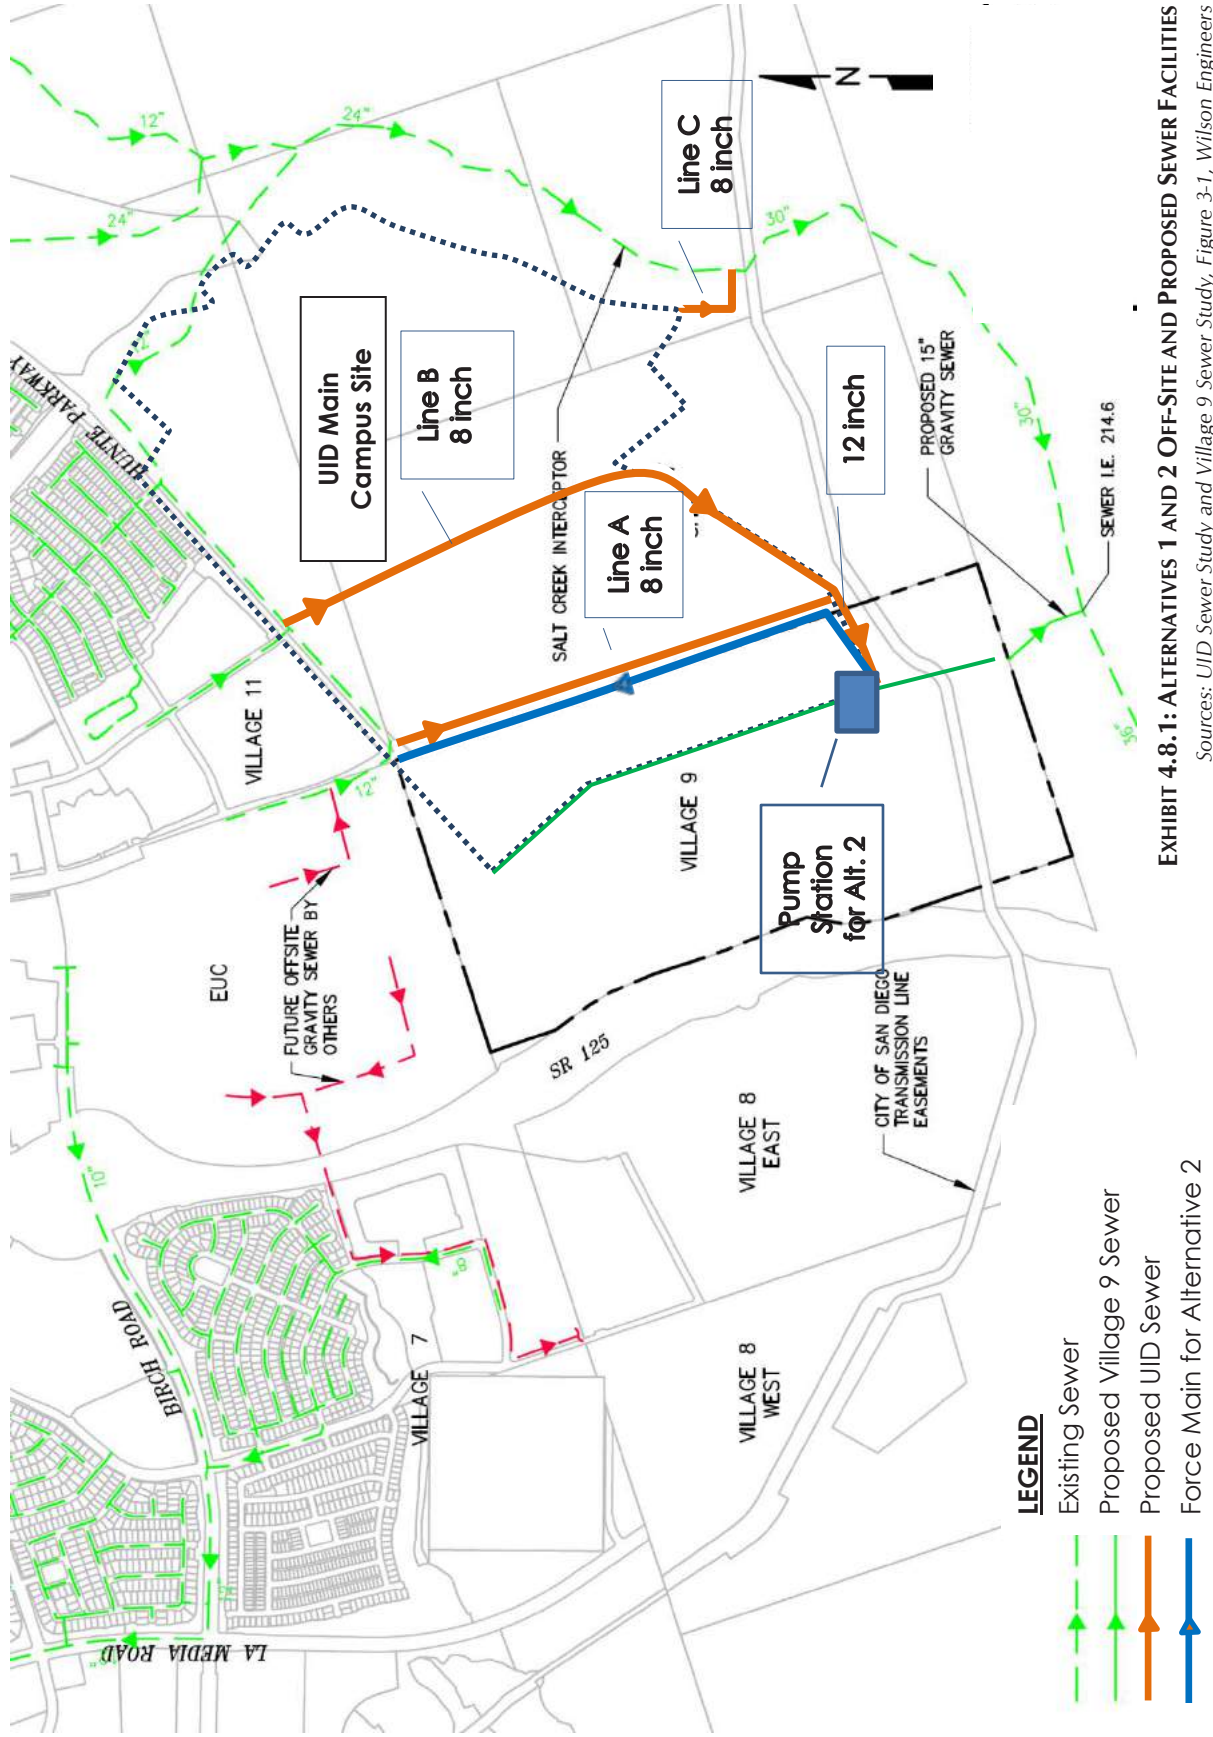 12"
24"
24"
HUNTE PARKWAY
2"
UID Main
Campus Site
Line B
8 inch
Line C
8 inch
N
30"
SALT CREEK INTERCEPTOR
Line A
8 inch
12 inch
PROPOSED 15"
GRAVITY SEWER
30"
SEWER I.E. 214.6
36"
VILLAGE 11
12"
VILLAGE 9
Pump
Station
for Alt. 2
EUC
FUTURE OFFSITE
GRAVITY SEWER BY
OTHERS
SR 125
CITY OF SAN DIEGO
TRANSMISSION LINE
EASEMENTS
10"
BIRCH ROAD
8"
VILLAGE 7
VILLAGE 8
EAST
VILLAGE 8
WEST
LA MEDIA ROAD
LEGEND
Existing Sewer
Proposed Village 9 Sewer
Proposed UID Sewer
Force Main for Alternative 2
EXHIBIT 4.8.1: ALTERNATIVES 1 AND 2 OFF-SITE AND PROPOSED SEWER FACILITIES
Sources: UID Sewer Study and Village 9 Sewer Study, Figure 3-1, Wilson Engineers